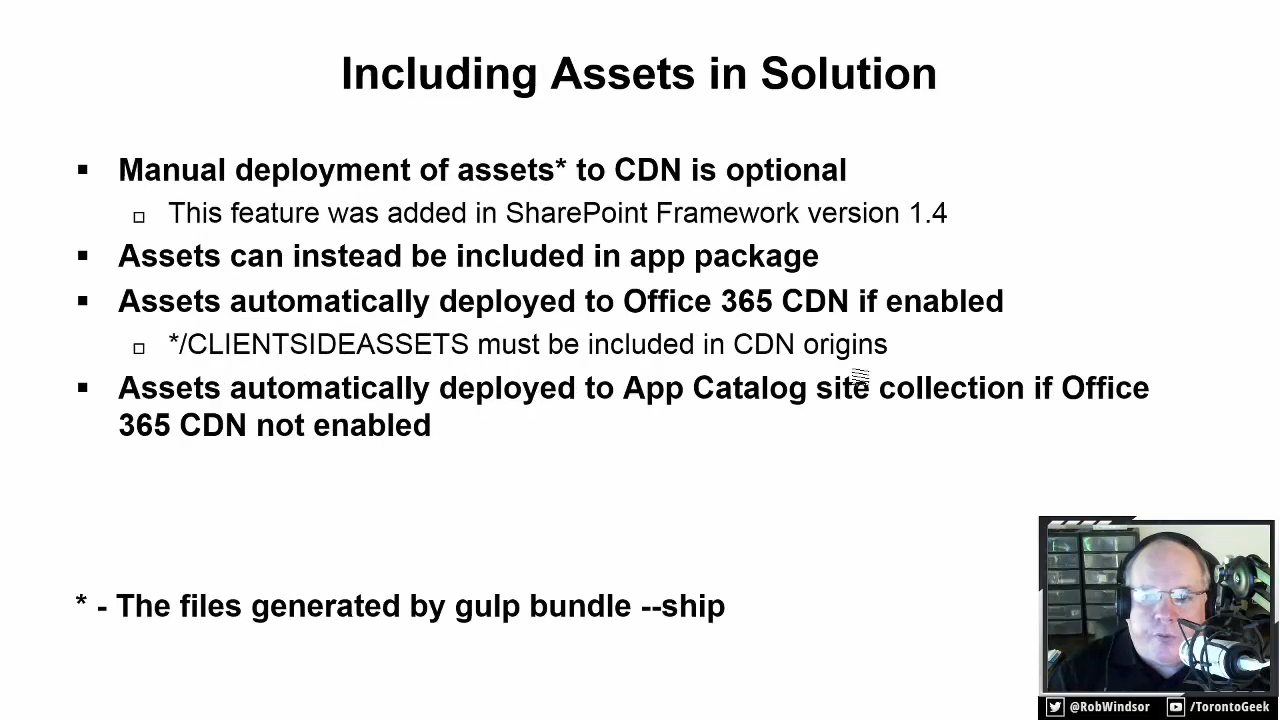 Including Assets in Solution
▪ Manual deployment of assets* to CDN is optional
□ This feature was added in SharePoint Framework version 1.4
▪ Assets can instead be included in app package
▪ Assets automatically deployed to Office 365 CDN if enabled
□ */CLIENTSIDEASSETS must be included in CDN origins
▪ Assets automatically deployed to App Catalog site collection if Office
365 CDN not enabled
* - The files generated by gulp bundle --ship
@RobWindsor /TorontoGeek